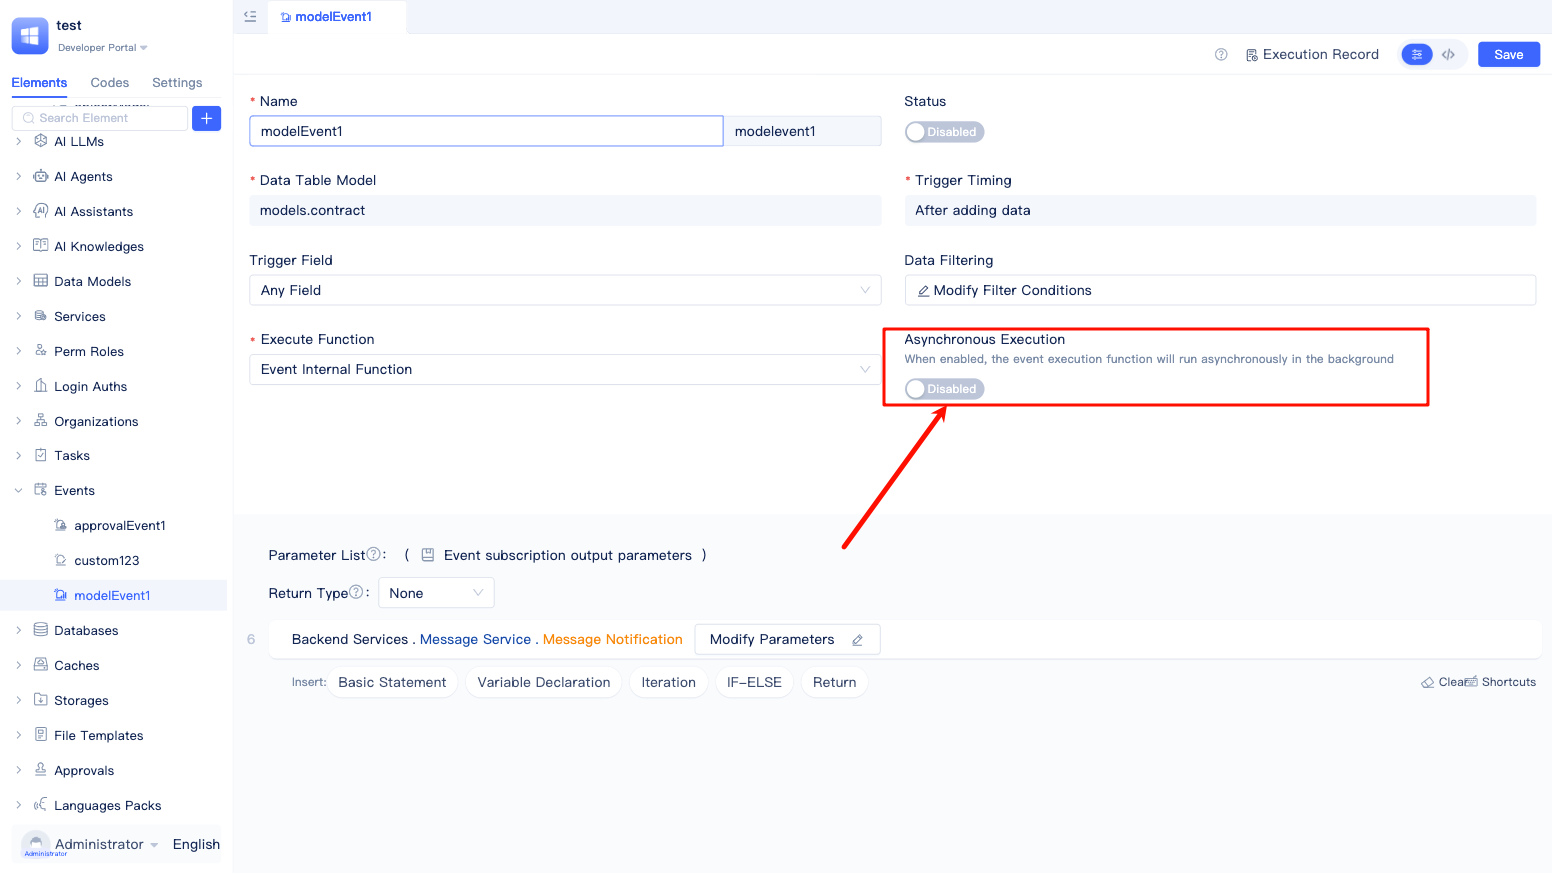 test
Developer Portal
Elements Codes Settings
Search Element
AI LLMs
AI Agents
AI Assistants
AI Knowledges
Data Models
Services
Perm Roles
Login Auths
Organizations
Tasks
Events
approvalEvent1
custom123
modelEvent1
Databases
Caches
Storages
File Templates
Approvals
Languages Packs
Administrator English
Administrator
modelEvent1
Execution Record Save
* Name
modelEvent1 modelevent1
Status
Disabled
* Data Table Model
models.contract
* Trigger Timing
After adding data
Trigger Field
Any Field
Data Filtering
Modify Filter Conditions
* Execute Function
Event Internal Function
Asynchronous Execution
When enabled, the event execution function will run asynchronously in the background
Disabled
Parameter List : ( Event subscription output parameters )
Return Type : None
6 Backend Services . Message Service . Message Notification Modify Parameters
Insert: Basic Statement Variable Declaration Iteration IF-ELSE Return
Clear Shortcuts